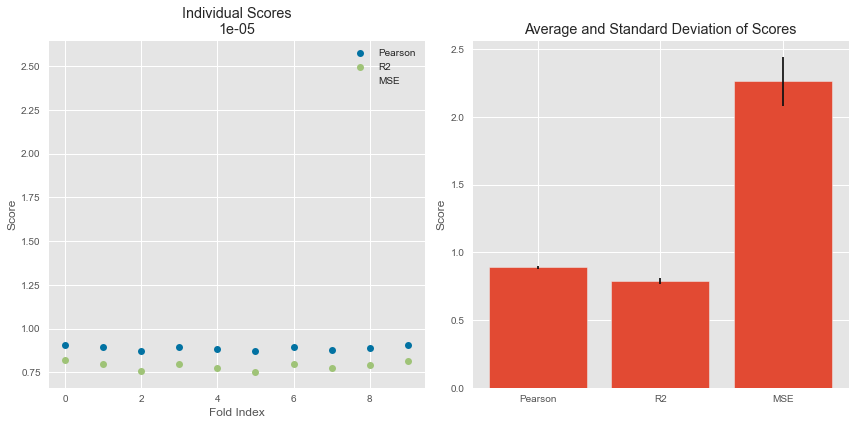 Individual Scores
1e-05
Pearson
R2
MSE
2.50
2.25
2.00
1.75
1.50
1.25
1.00
0.75
Score
0 2 4 6 8
Fold Index
Average and Standard Deviation of Scores
2.5
2.0
1.5
1.0
0.5
0.0
Score
Pearson R2 MSE